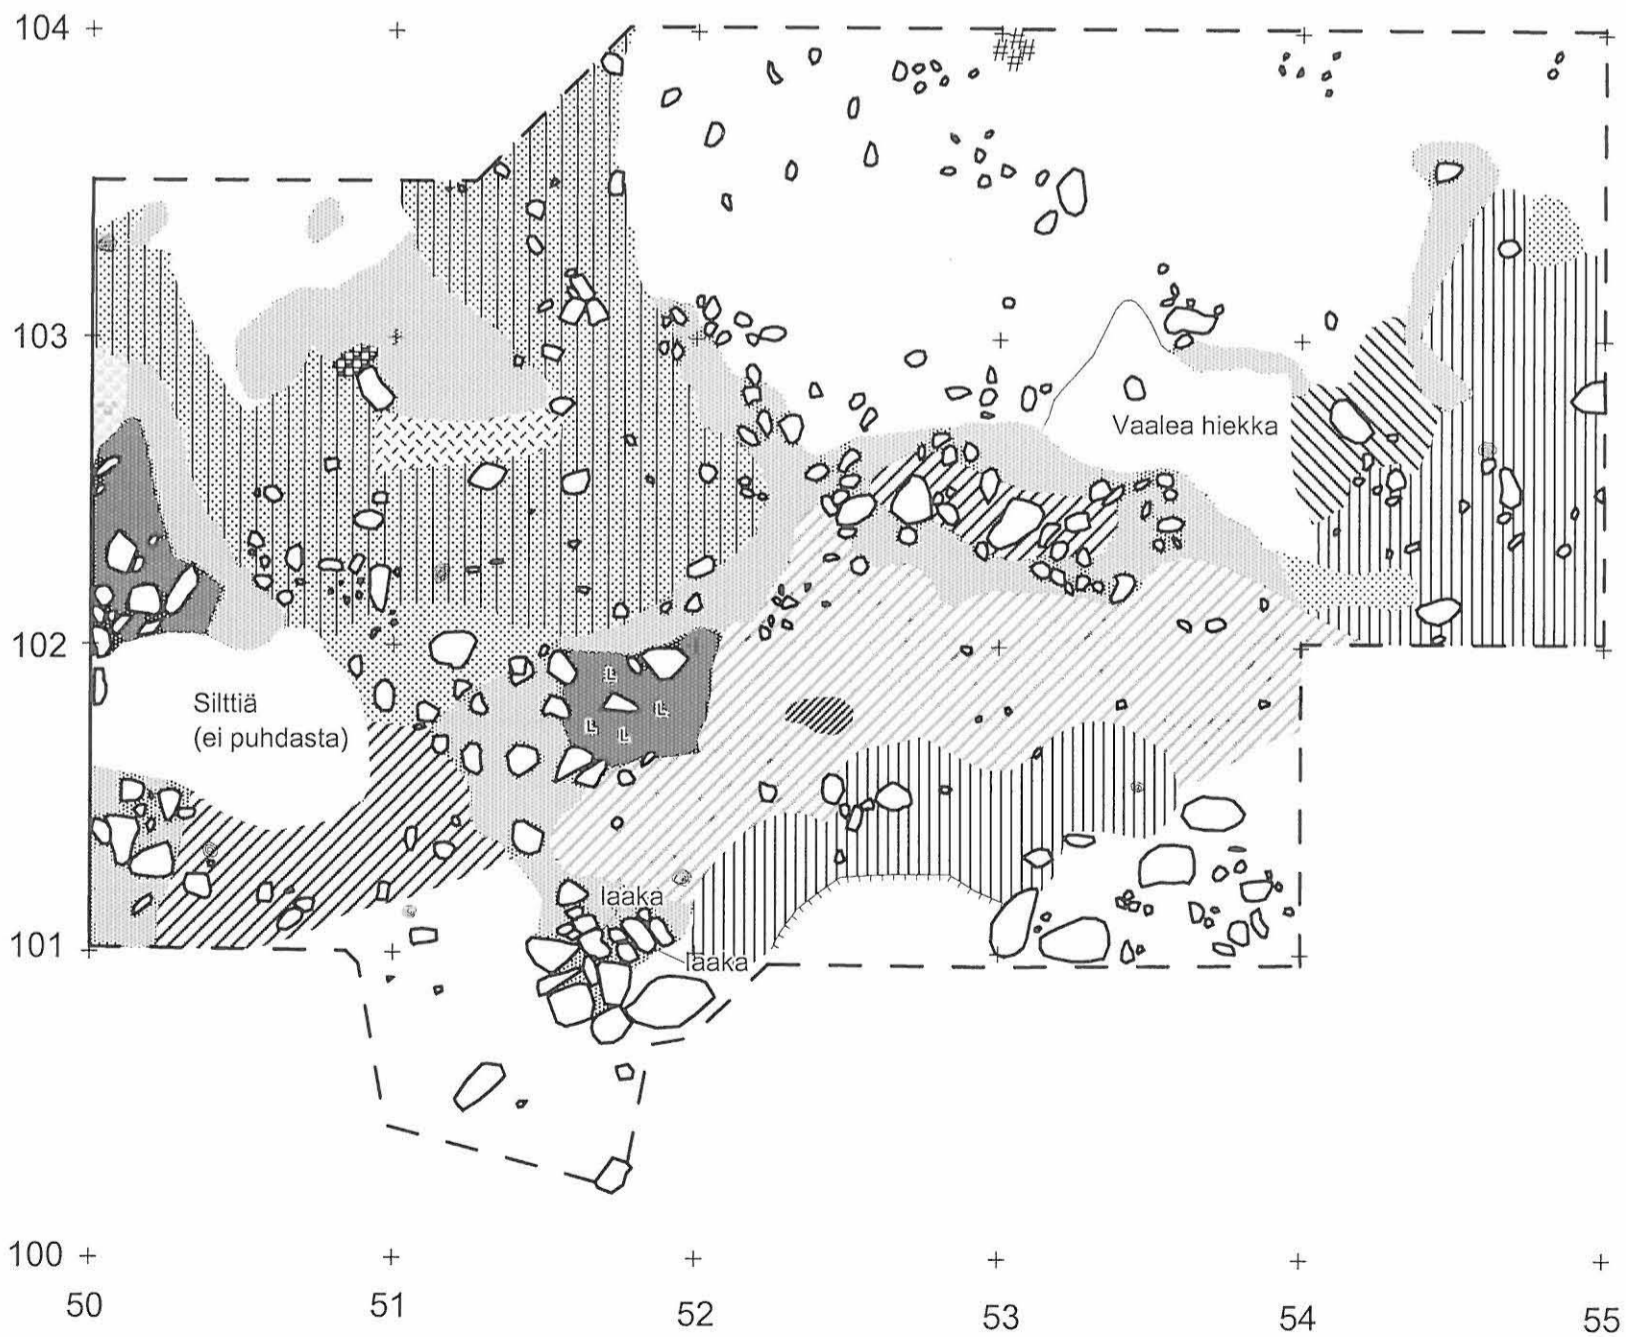 104
103
Vaalea hiekka
102
Silttiä
(ei puhdasta)
L
L
L
L
laaka
101
laaka
100
50
51
52
53
54
55